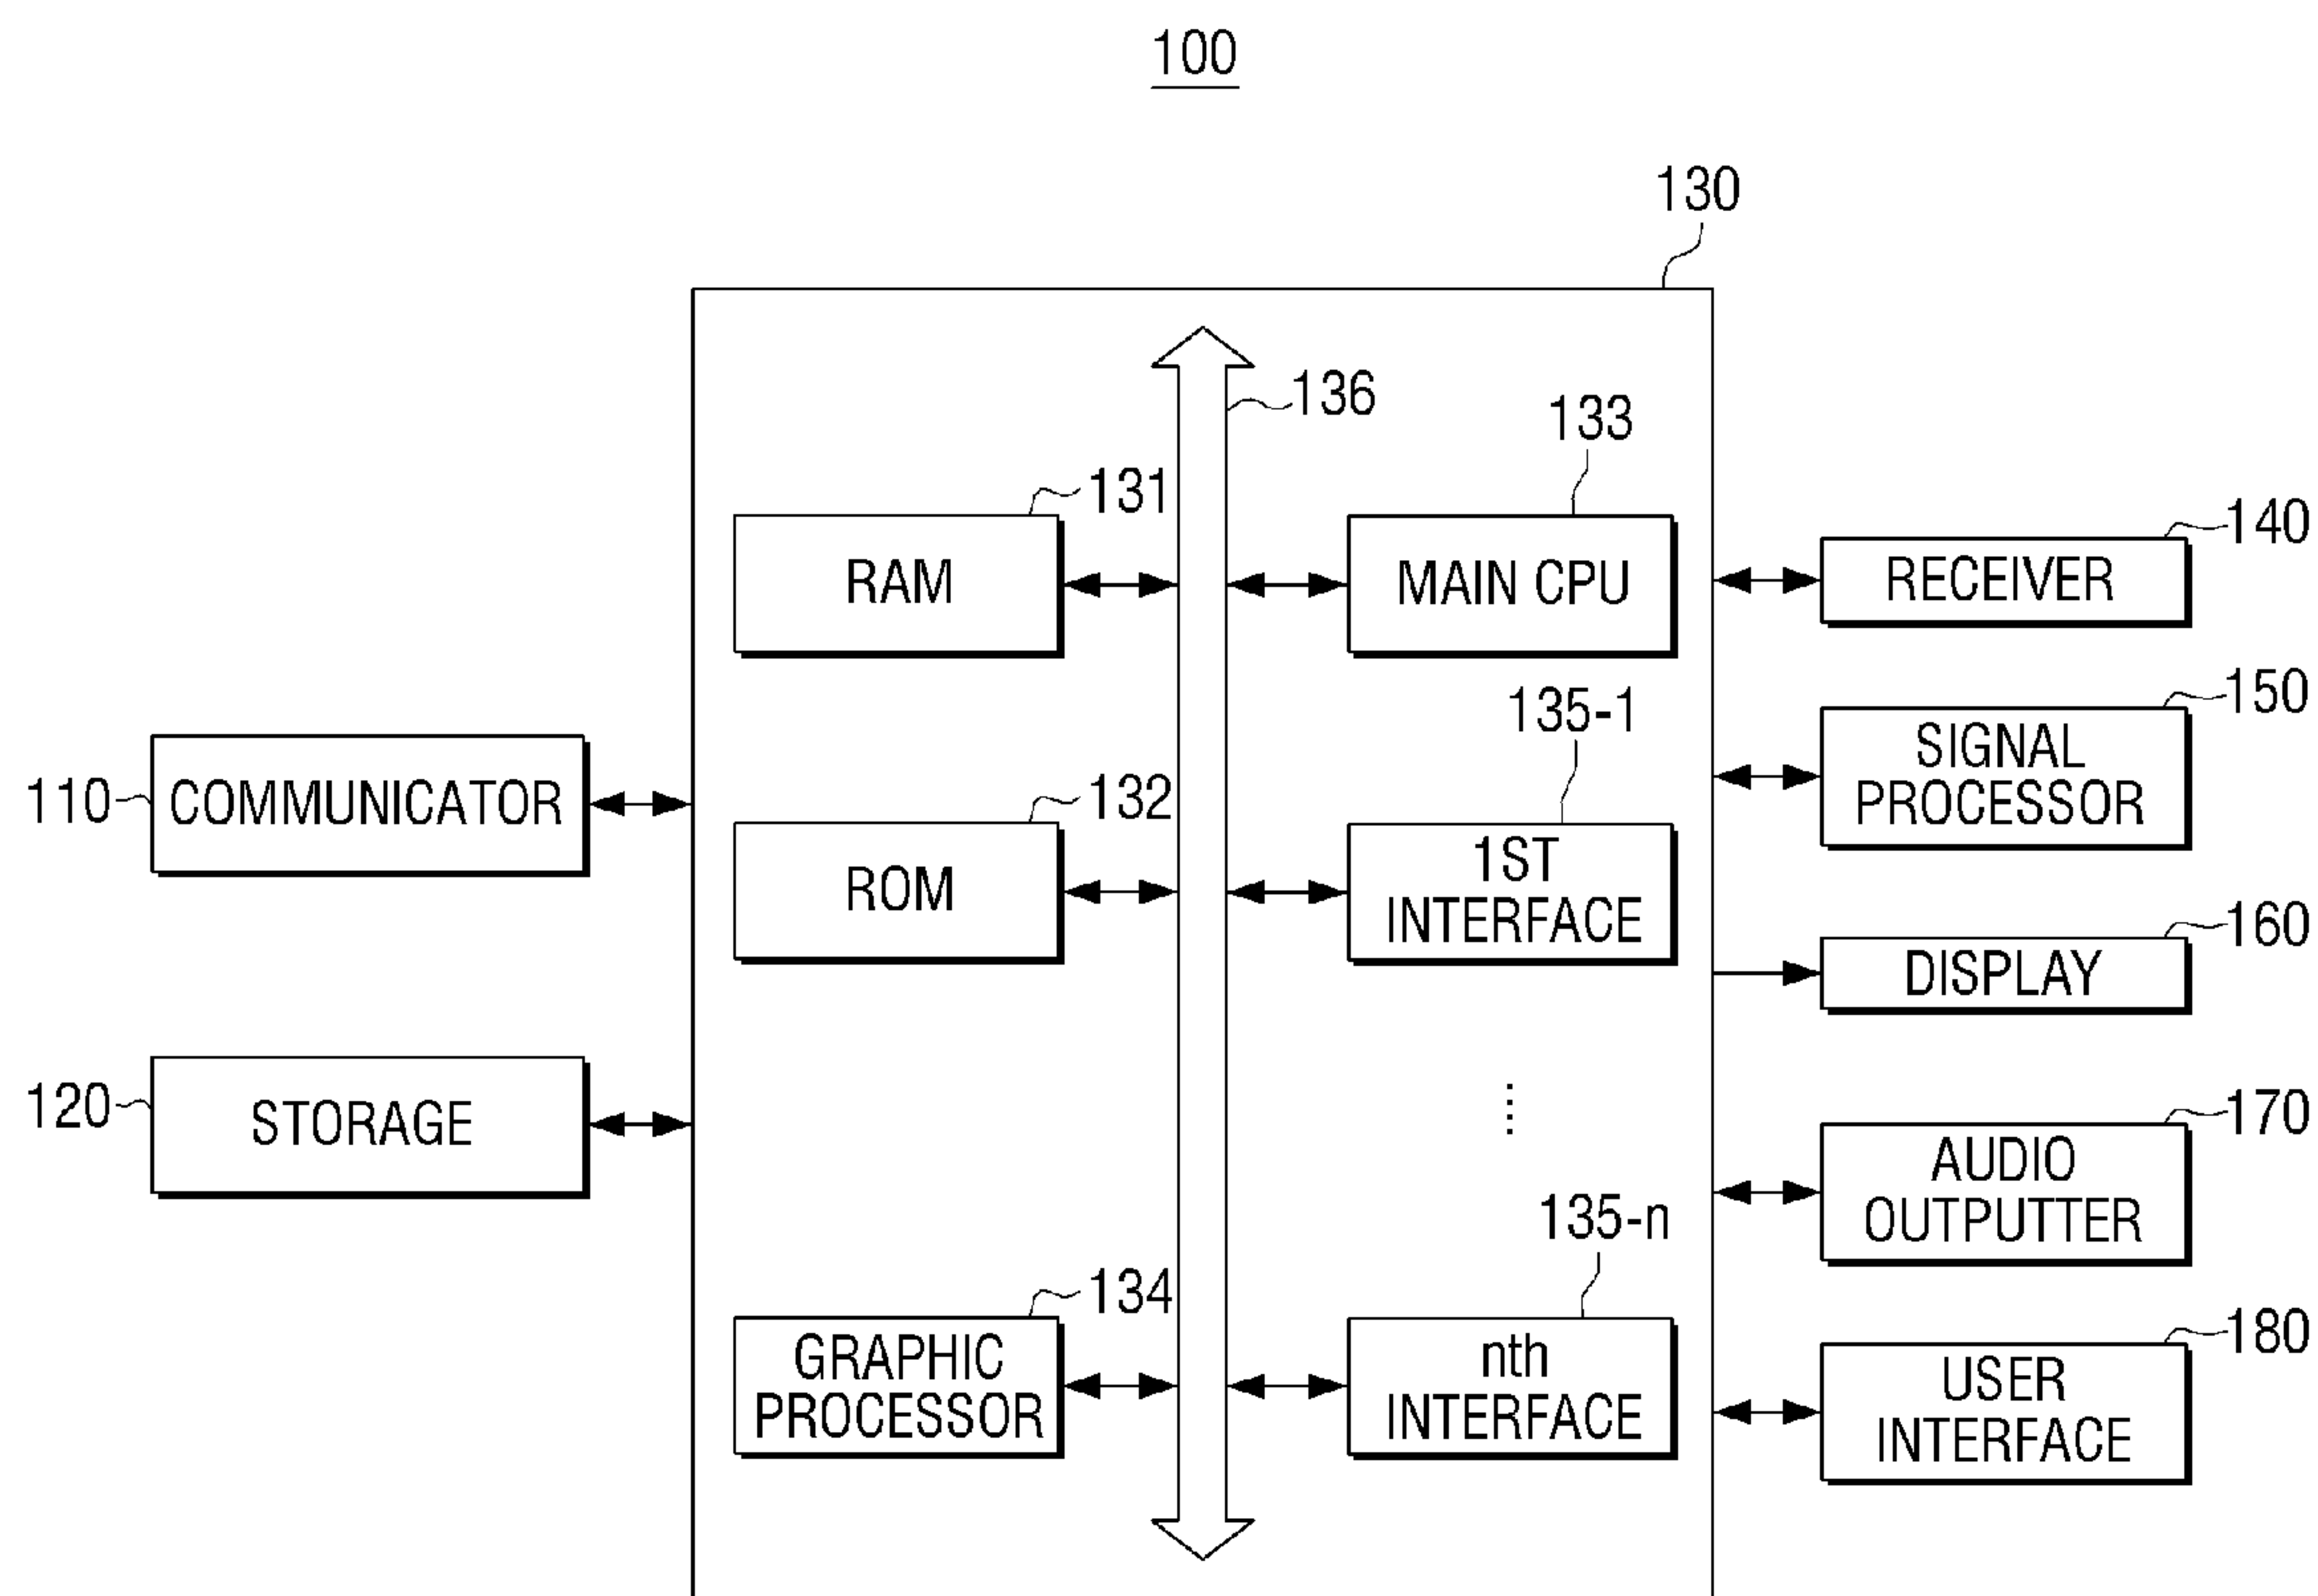 100
130
136
133
131
RAM
MAIN CPU
140
RECEIVER
135-1
150
SIGNAL
PROCESSOR
110
COMMUNICATOR
132
ROM
1ST
INTERFACE
160
DISPLAY
120
STORAGE
170
AUDIO
OUTPUTTER
135-n
134
GRAPHIC
PROCESSOR
nth
INTERFACE
180
USER
INTERFACE